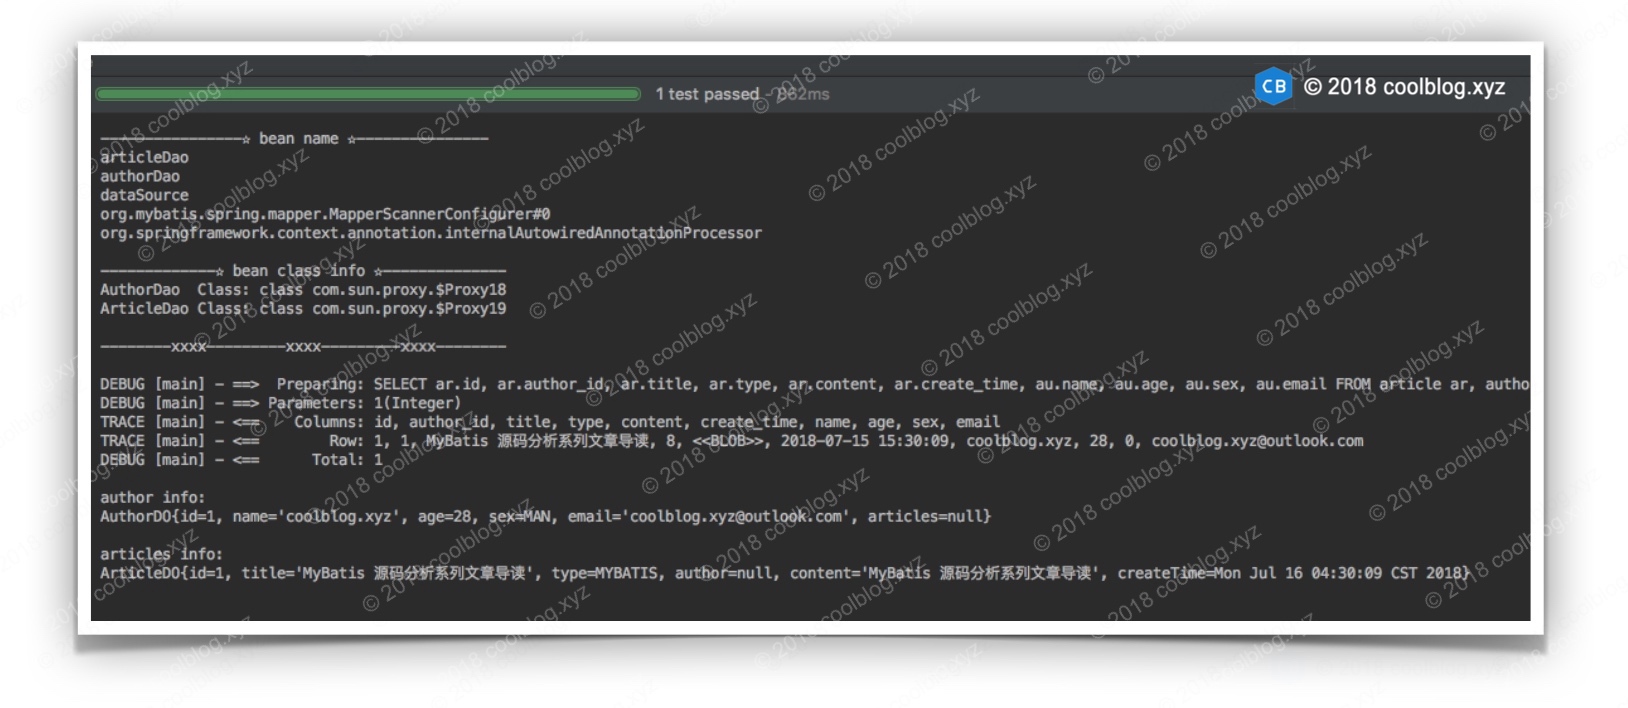 1 test passed - 862ms
CB © 2018 coolblog.xyz
————————————————☆ bean name ☆———————————————
articleDao
authorDao
dataSource
org.mybatis.spring.mapper.MapperScannerConfigurer#0
org.springframework.context.annotation.internalAutowiredAnnotationProcessor
—————————————☆ bean class info ☆——————————————
AuthorDao  Class: class com.sun.proxy.$Proxy18
ArticleDao Class: class com.sun.proxy.$Proxy19
————————xxxx—————————xxxx—————————xxxx————————
DEBUG [main] - ==>  Preparing: SELECT ar.id, ar.author_id, ar.title, ar.type, ar.content, ar.create_time, au.name, au.age, au.sex, au.email FROM article ar, autho
DEBUG [main] - ==> Parameters: 1(Integer)
TRACE [main] - <==    Columns: id, author_id, title, type, content, create_time, name, age, sex, email
TRACE [main] - <==        Row: 1, 1, MyBatis 源码分析系列文章导读, 8, <<BLOB>>, 2018-07-15 15:30:09, coolblog.xyz, 28, 0, coolblog.xyz@outlook.com
DEBUG [main] - <==      Total: 1
author info:
AuthorDO{id=1, name='coolblog.xyz', age=28, sex=MAN, email='coolblog.xyz@outlook.com', articles=null}
articles info:
ArticleDO{id=1, title='MyBatis 源码分析系列文章导读', type=MYBATIS, author=null, content='MyBatis 源码分析系列文章导读', createTime=Mon Jul 16 04:30:09 CST 2018}